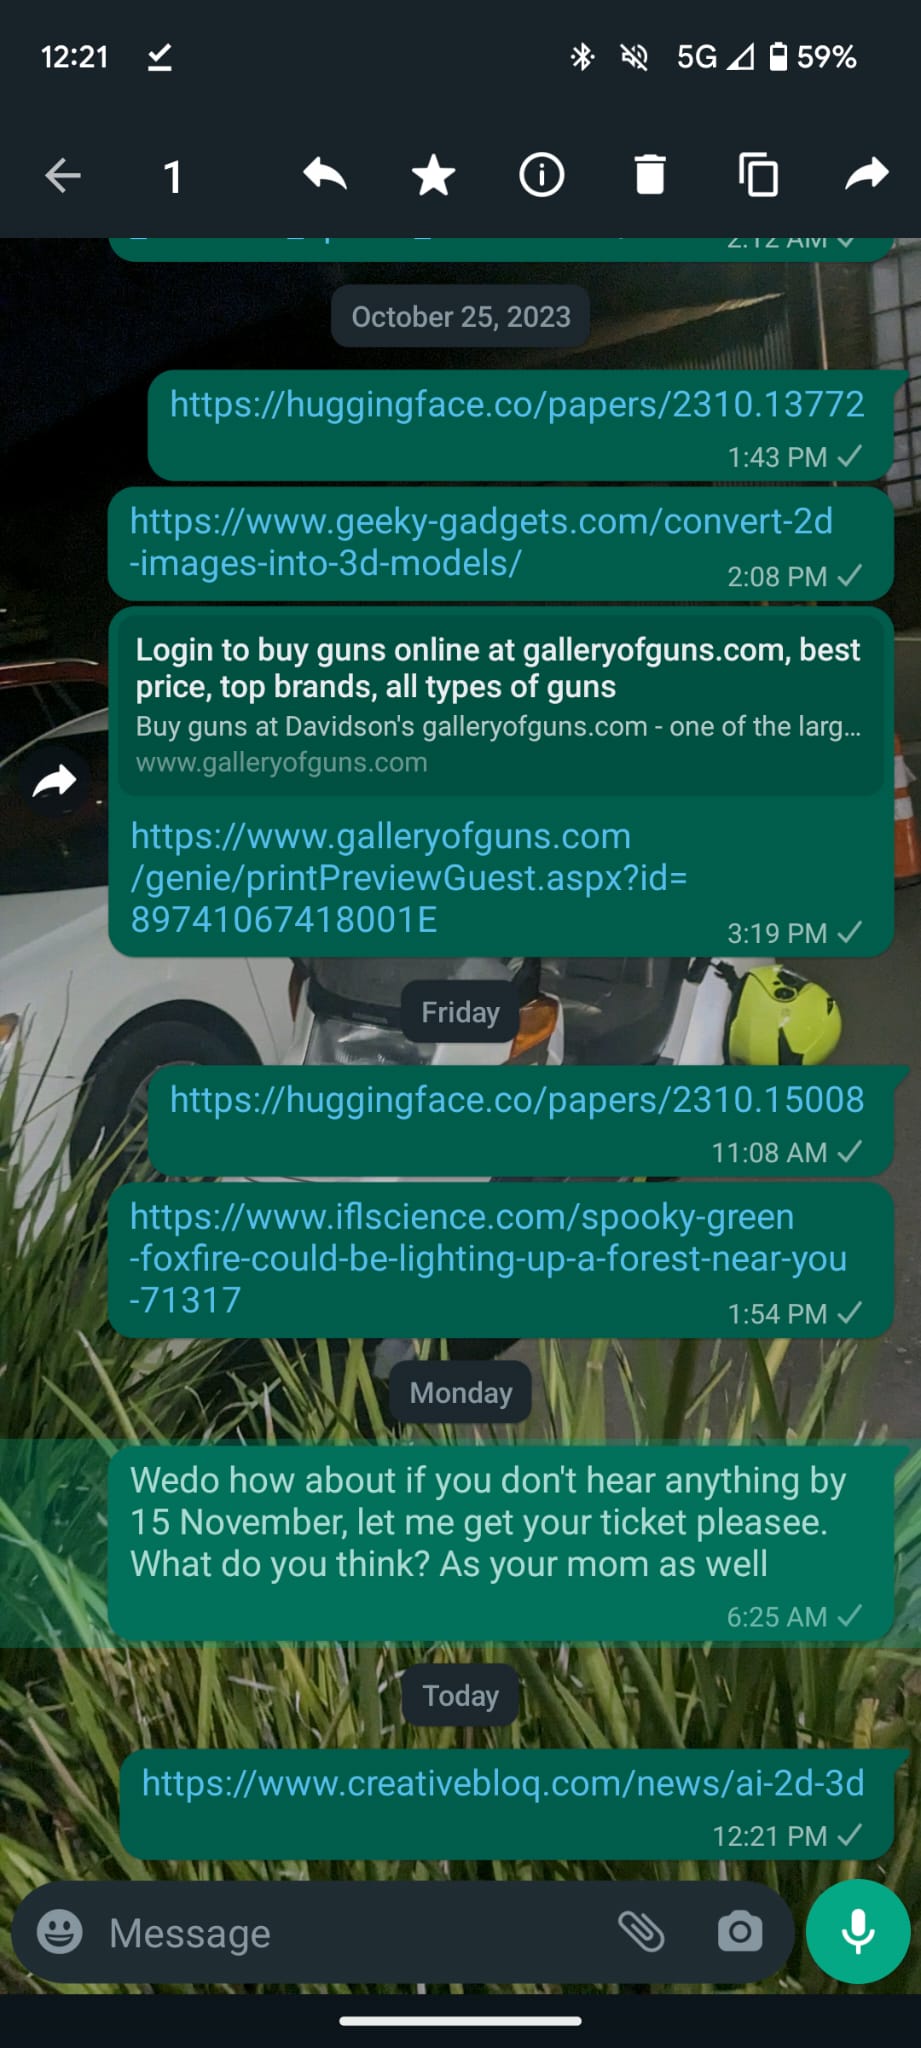 12:21
5G
59%
1
2:12 AM
October 25, 2023
https://huggingface.co/papers/2310.13772
1:43 PM
https://www.geeky-gadgets.com/convert-2d
-images-into-3d-models/
2:08 PM
Login to buy guns online at galleryofguns.com, best
price, top brands, all types of guns
Buy guns at Davidson's galleryofguns.com - one of the larg...
www.galleryofguns.com
https://www.galleryofguns.com
/genie/printPreviewGuest.aspx?id=
89741067418001E
3:19 PM
Friday
https://huggingface.co/papers/2310.15008
11:08 AM
https://www.iflscience.com/spooky-green
-foxfire-could-be-lighting-up-a-forest-near-you
-71317
1:54 PM
Monday
Wedo how about if you don't hear anything by
15 November, let me get your ticket pleasee.
What do you think? As your mom as well
6:25 AM
Today
https://www.creativebloq.com/news/ai-2d-3d
12:21 PM
Message